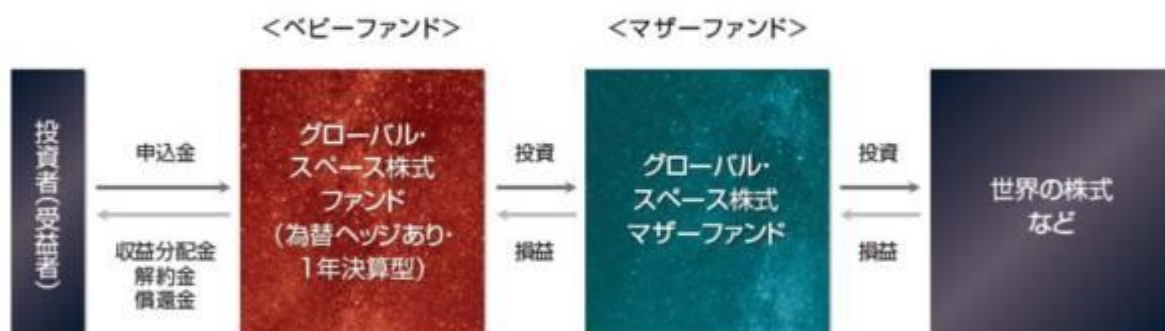 ＜ベビーファンド＞
＜マザーファンド＞
投資者(受益者)
申込金
収益分配金
解約金
償還金
グローバル・
スペース株式
ファンド
(為替ヘッジあり・
1年決算型)
投資
損益
グローバル・
スペース株式
マザーファンド
投資
損益
世界の株式
など